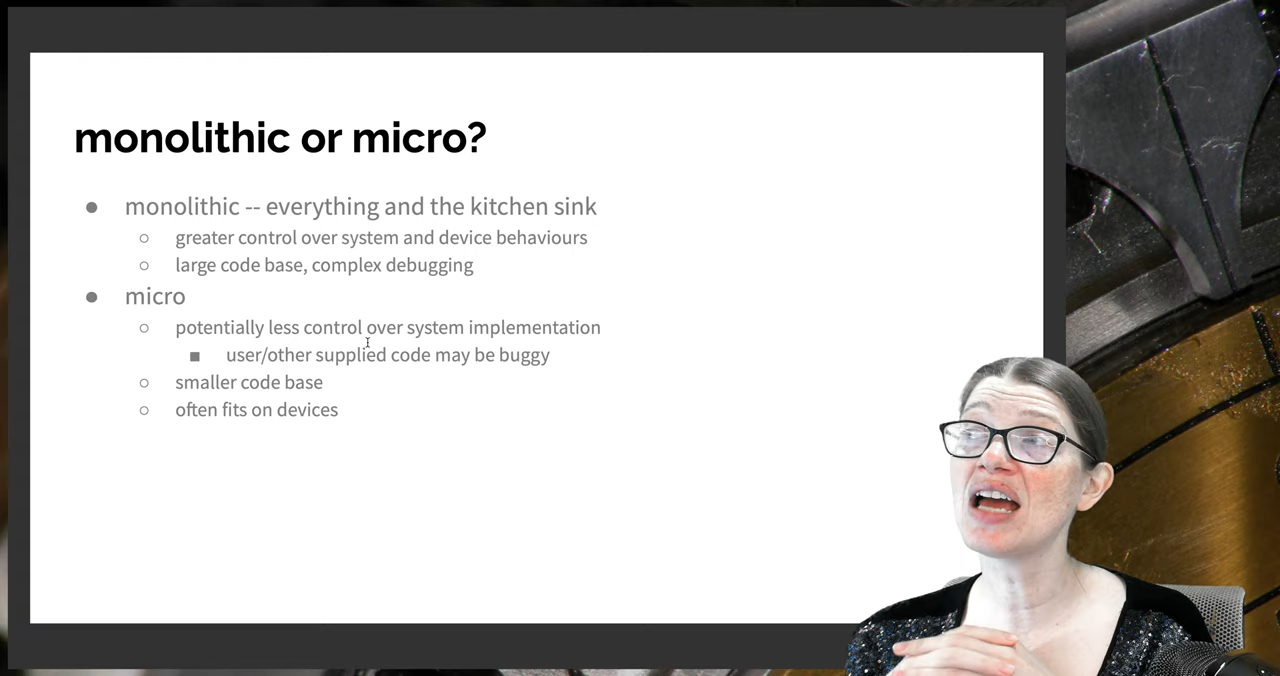 monolithic or micro?
● monolithic -- everything and the kitchen sink
○ greater control over system and device behaviours
○ large code base, complex debugging
● micro
○ potentially less control over system implementation
■ user/other supplied code may be buggy
○ smaller code base
○ often fits on devices